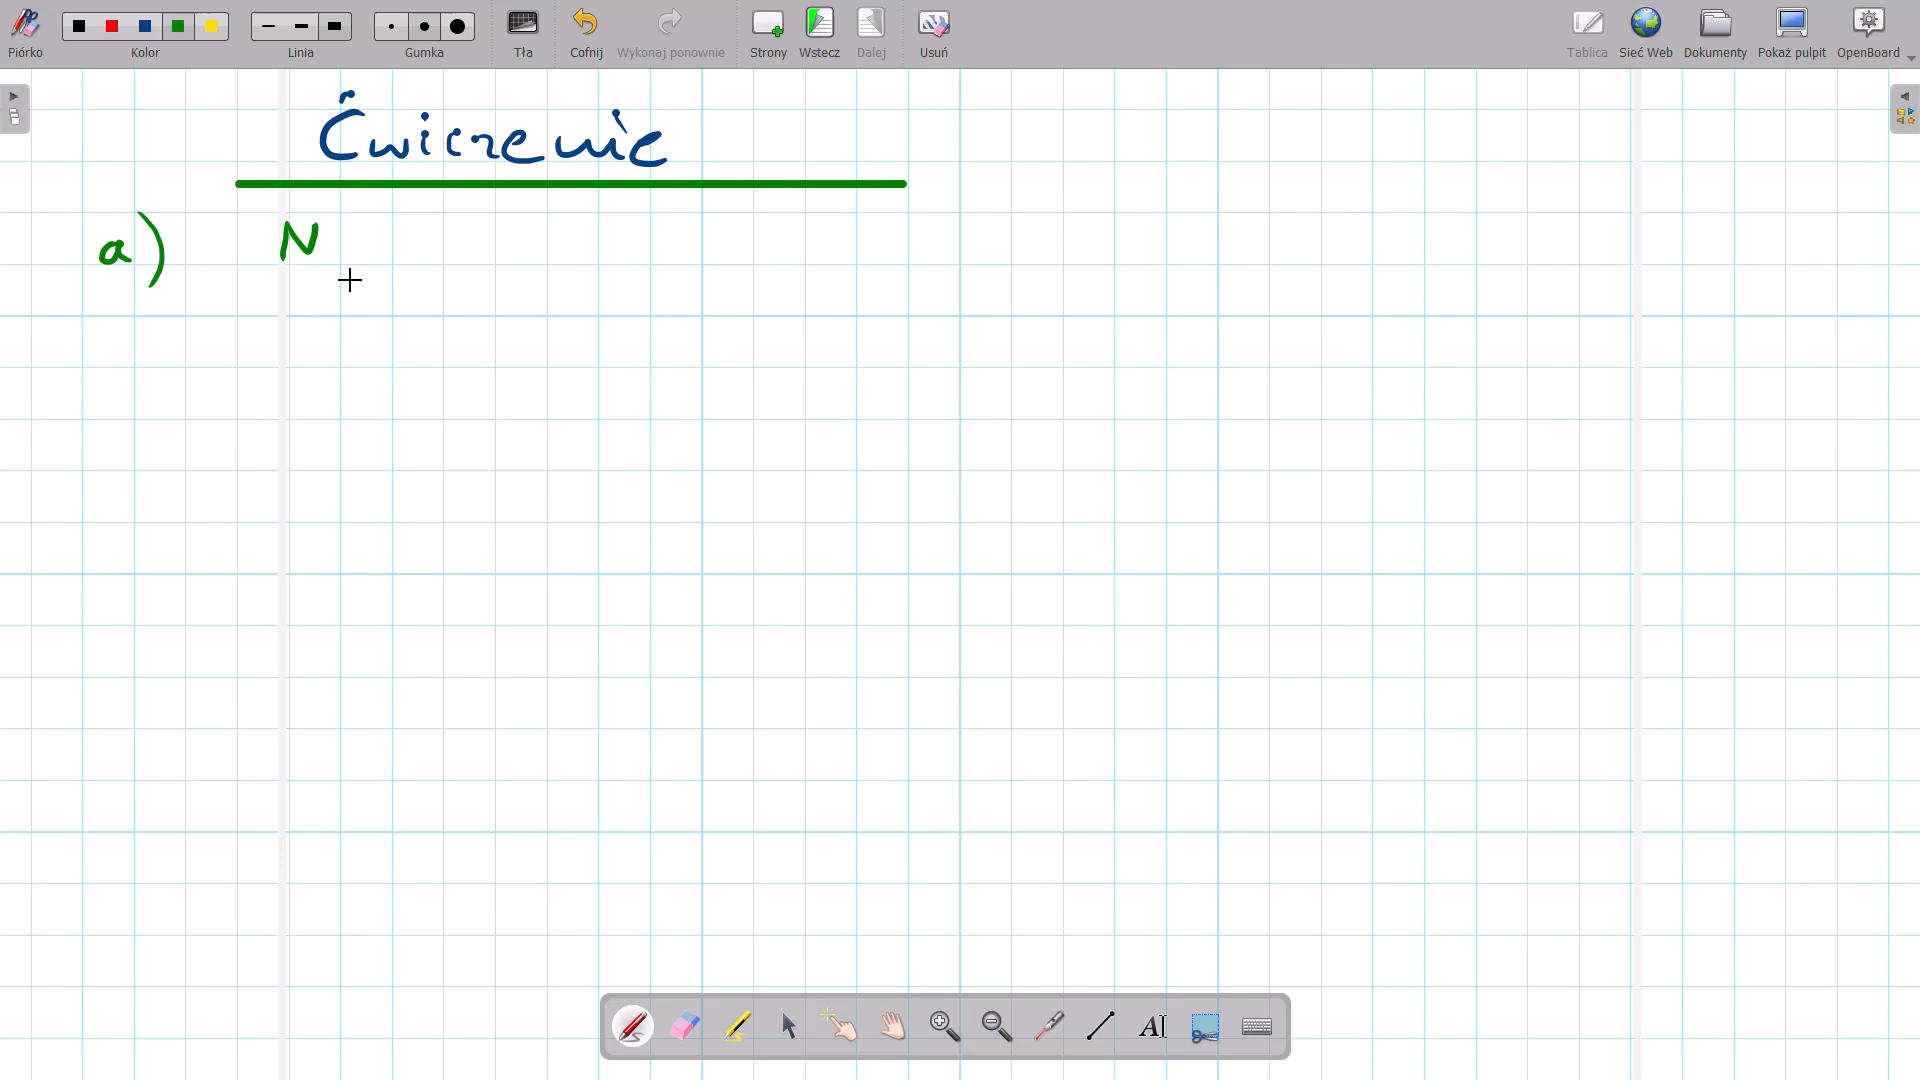 Piórko Kolor Linia Gumka Tła Cofnij Wykonaj ponownie Strony Wstecz Dalej Usuń Tablica Sieć Web Dokumenty Pokaż pulpit OpenBoard
Ćwiczenie
a) N